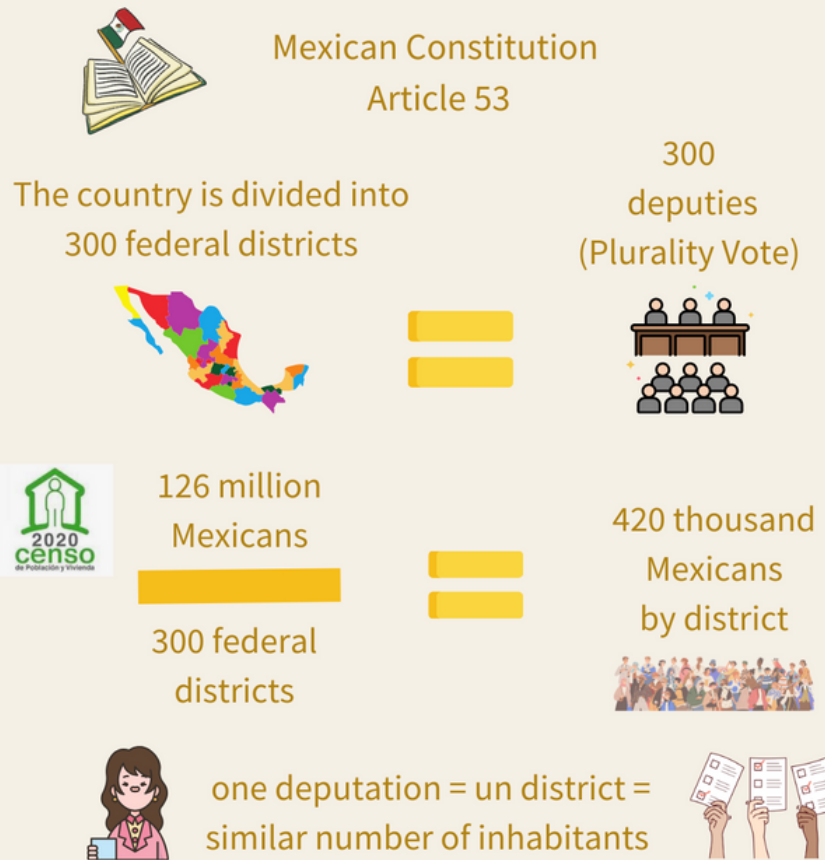 Mexican Constitution
Article 53
The country is divided into
300 federal districts
300
deputies
(Plurality Vote)
2020
censo
de Población y Vivienda
126 million
Mexicans
300 federal
districts
420 thousand
Mexicans
by district
one deputation = un district =
similar number of inhabitants